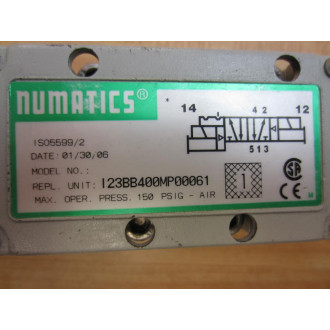 NUMATICS®
14 4 2 12
5 1 3
ISO5599/2
DATE: 01/30/06
MODEL NO.:
REPL. UNIT: I23BB400MP00061
MAX. OPER. PRESS. 150 PSIG - AIR
1
CE